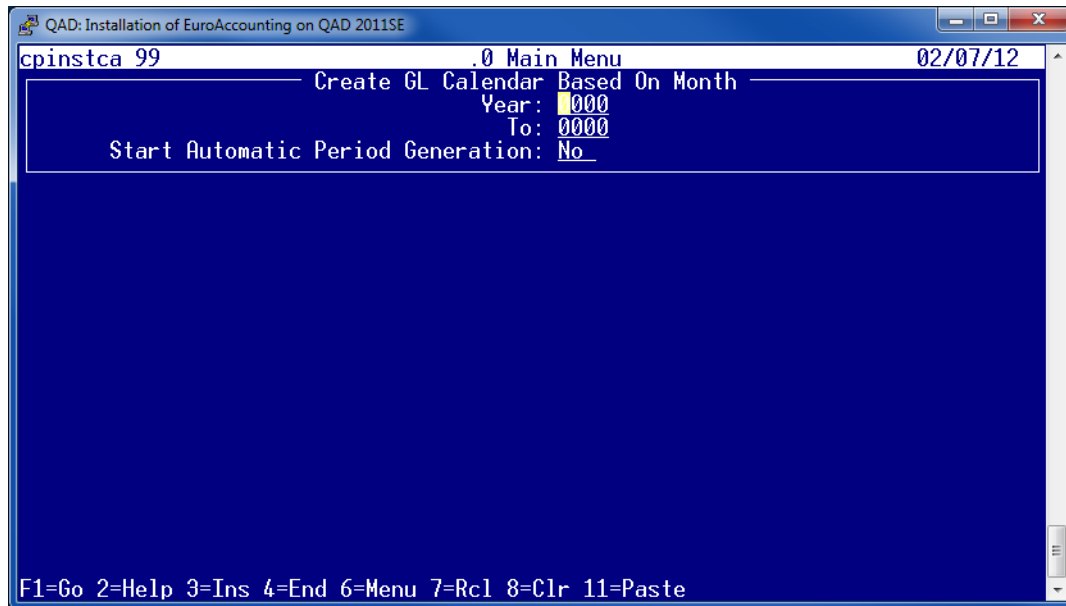 QAD: Installation of EuroAccounting on QAD 2011SE
cpinstca 99 .0 Main Menu 02/07/12
Create GL Calendar Based On Month
Year: 0000
To: 0000
Start Automatic Period Generation: No
F1=Go 2=Help 3=Ins 4=End 6=Menu 7=Rcl 8=Clr 11=Paste